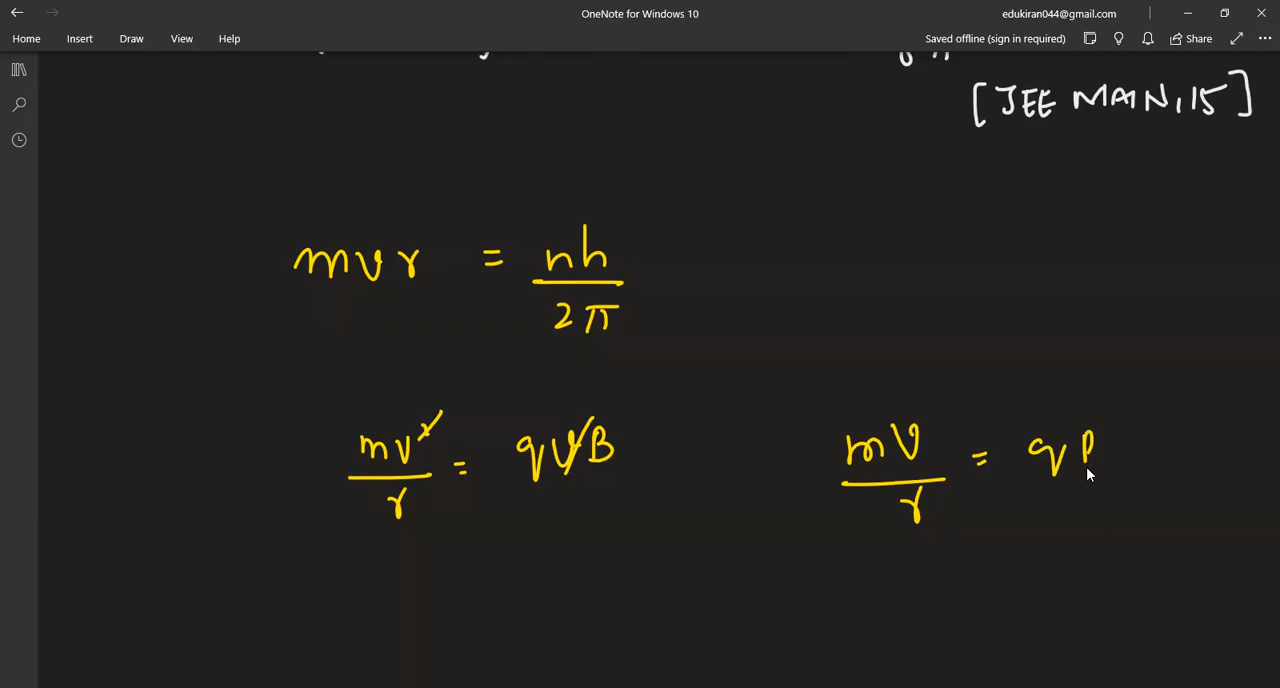 OneNote for Windows 10
edukiran044@gmail.com
Home Insert Draw View Help
Saved offline (sign in required) Share
[JEE MAIN, 15]
mvr = nh
2π
mv² = qvB
r
mv = qP
r